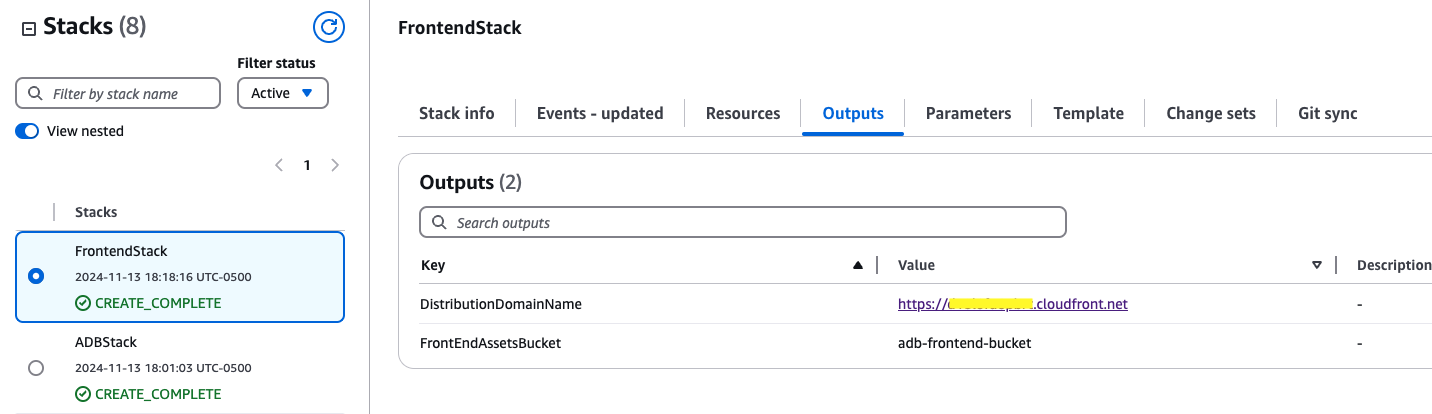 Stacks (8)
Filter status
Filter by stack name
Active
View nested
1
Stacks
FrontendStack
2024-11-13 18:18:16 UTC-0500
CREATE_COMPLETE
ADBStack
2024-11-13 18:01:03 UTC-0500
CREATE_COMPLETE
FrontendStack
Stack info Events - updated Resources Outputs Parameters Template Change sets Git sync
Outputs (2)
Search outputs
Key Value Description
DistributionDomainName https:// .cloudfront.net -
FrontEndAssetsBucket adb-frontend-bucket -